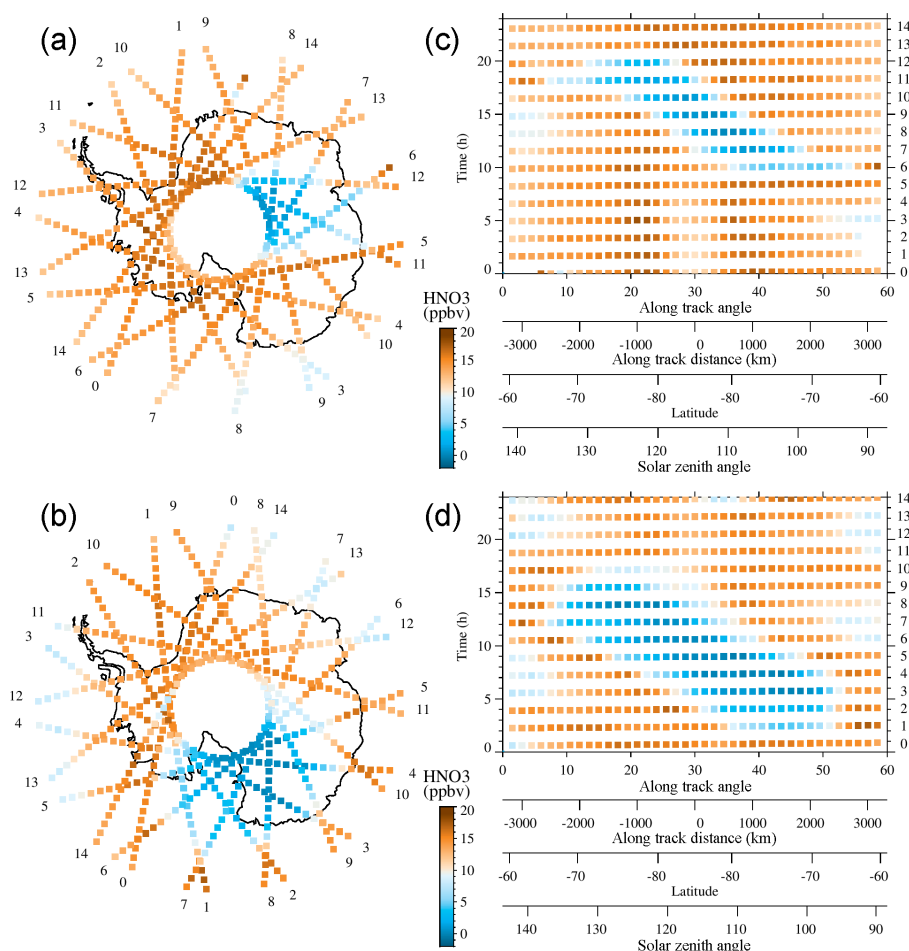 (a)
1 9
10 8
2 14
11 7
3 13
6
12 12
4
5
13 11
5
4
14 10
6
0 3
7 9
8
HNO3
(ppbv)
20
15
10
5
0
(c)
Time (h)
20
15
10
5
0
14
13
12
11
10
9
8
7
6
5
4
3
2
1
0
0 10 20 30 40 50 60
Along track angle
-3000 -2000 -1000 0 1000 2000 3000
Along track distance (km)
-60 -70 -80 -80 -70 -60
Latitude
140 130 120 110 100 90
Solar zenith angle
(b)
0
1 9 8
14
10 7
2 13
11 6
3 12
12 5
4 11
13 4
5 10
14 3
6 9
0 2
7 1 8
HNO3
(ppbv)
20
15
10
5
0
(d)
Time (h)
20
15
10
5
0
14
13
12
11
10
9
8
7
6
5
4
3
2
1
0
0 10 20 30 40 50 60
Along track angle
-3000 -2000 -1000 0 1000 2000 3000
Along track distance (km)
-60 -70 -80 -80 -70 -60
Latitude
140 130 120 110 100 90
Solar zenith angle